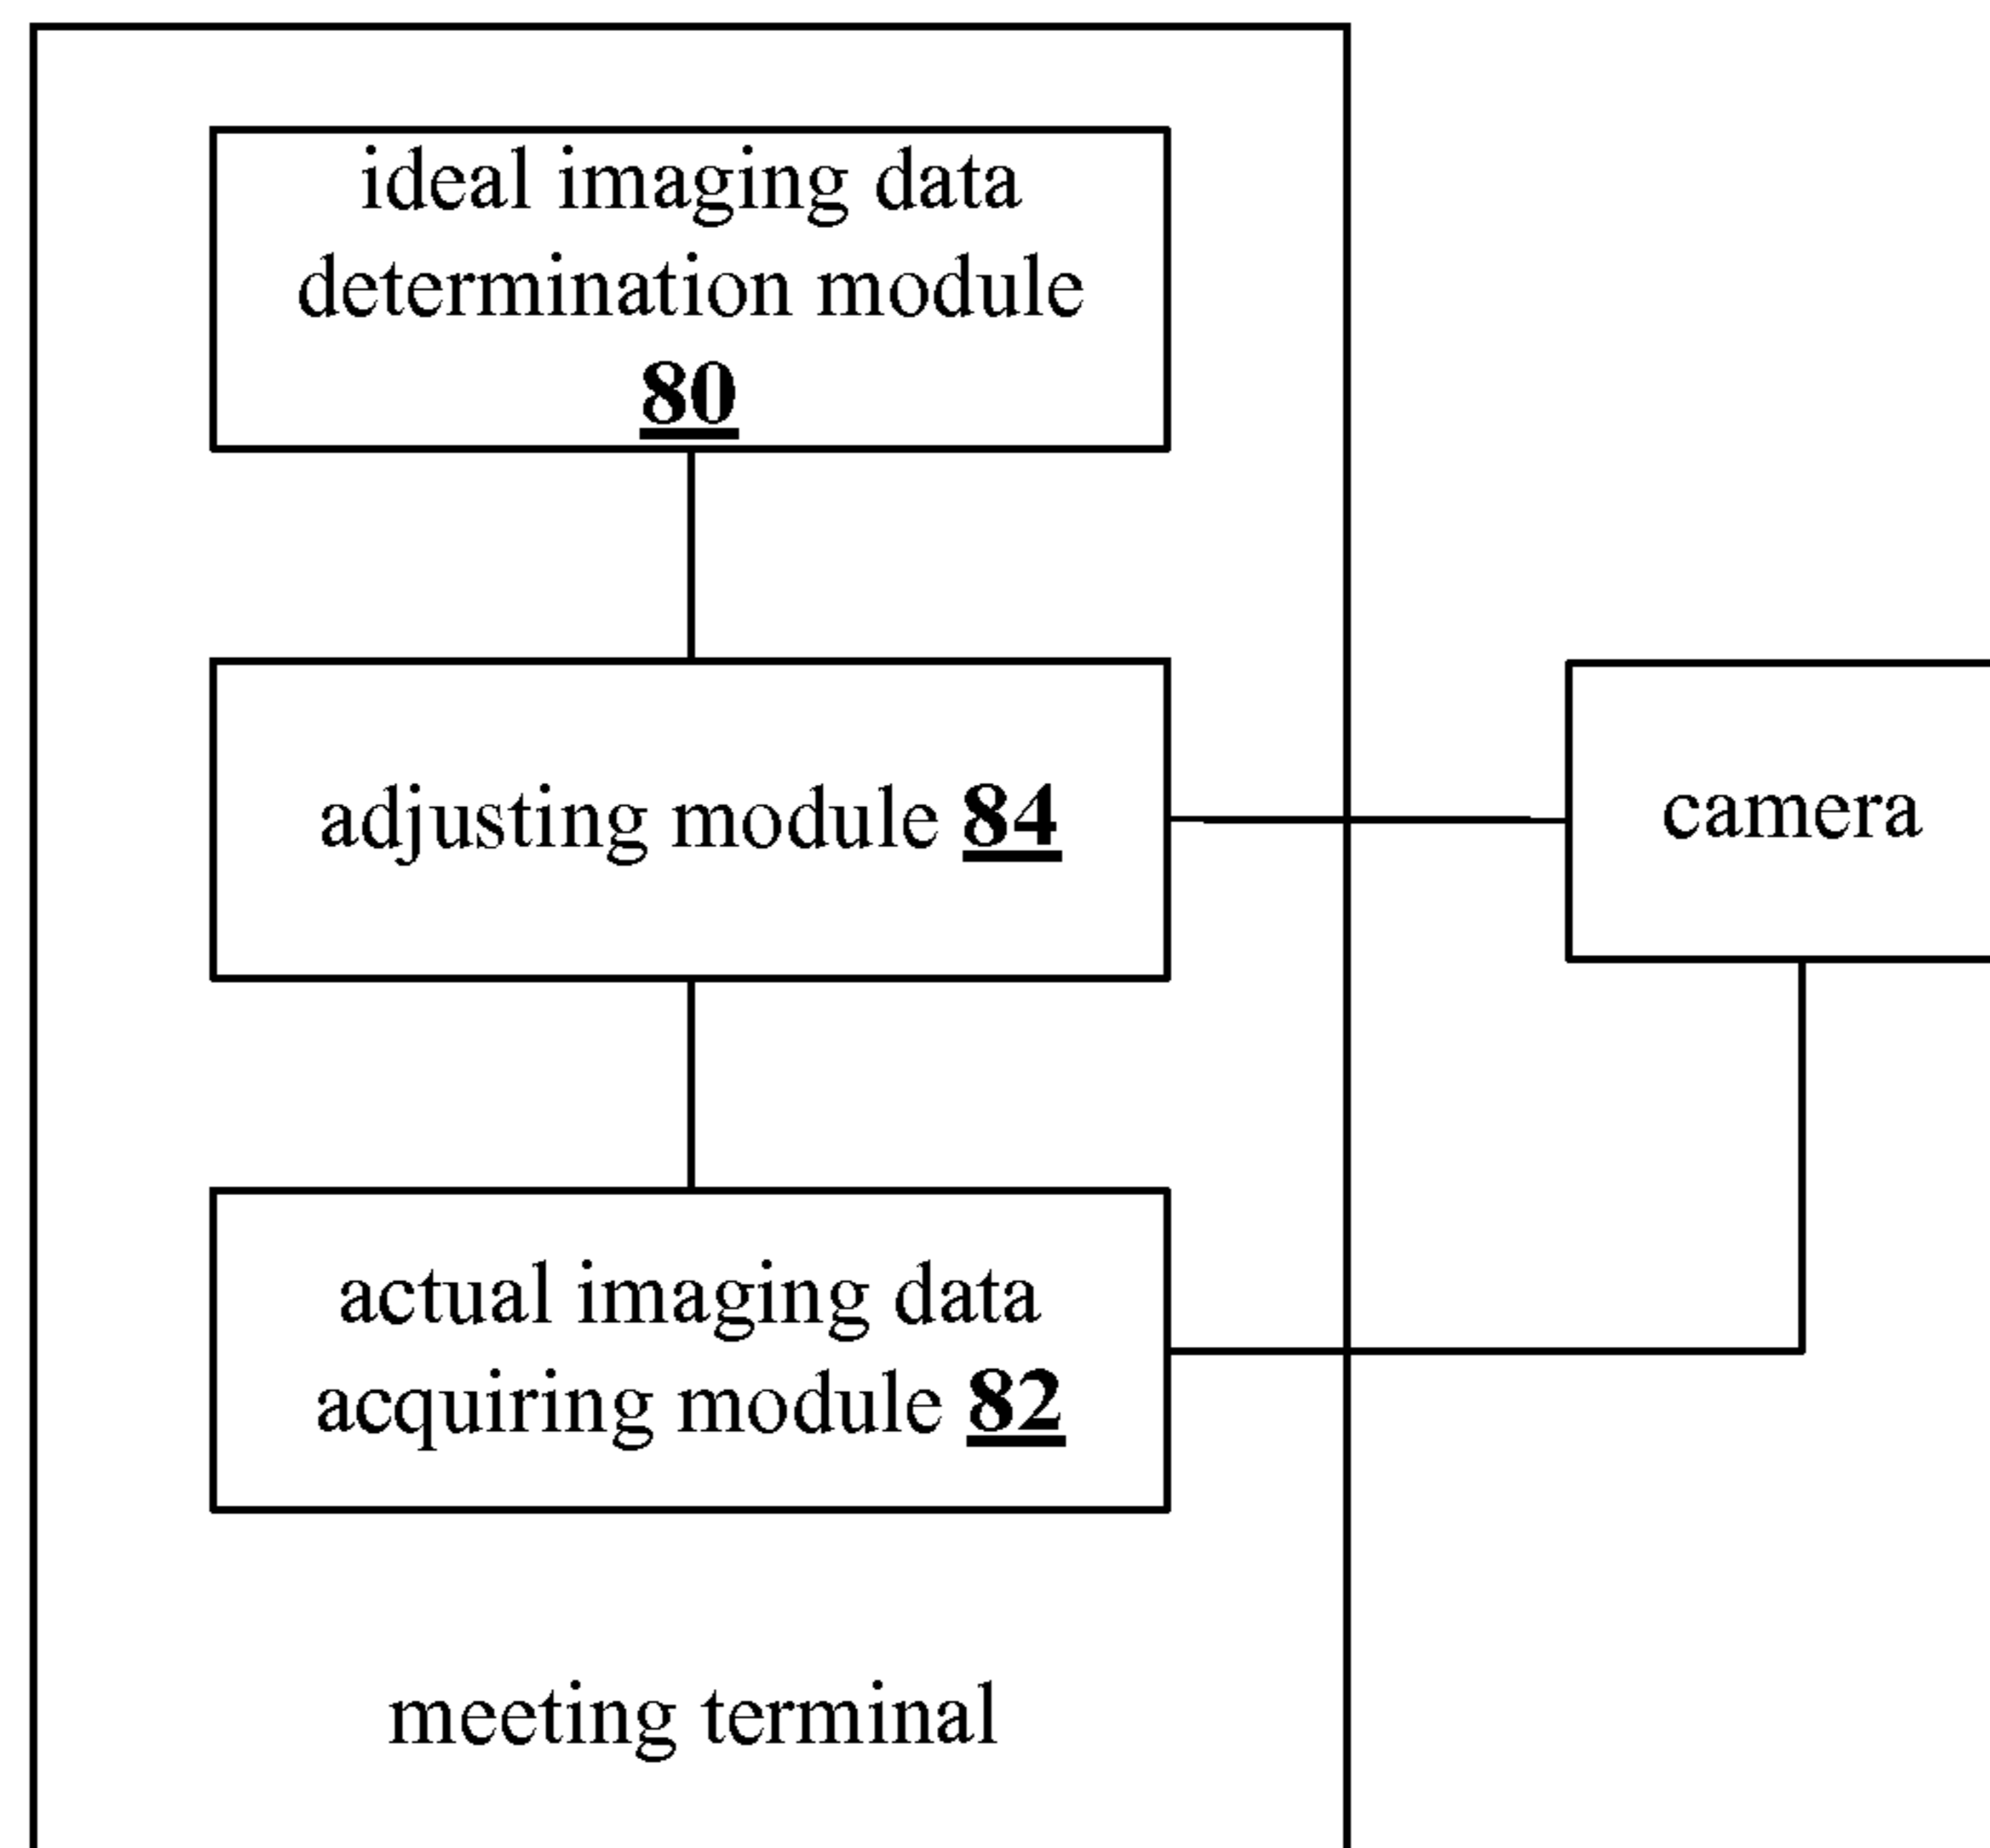 ideal imaging data
determination module
80
adjusting module 84
camera
actual imaging data
acquiring module 82
meeting terminal